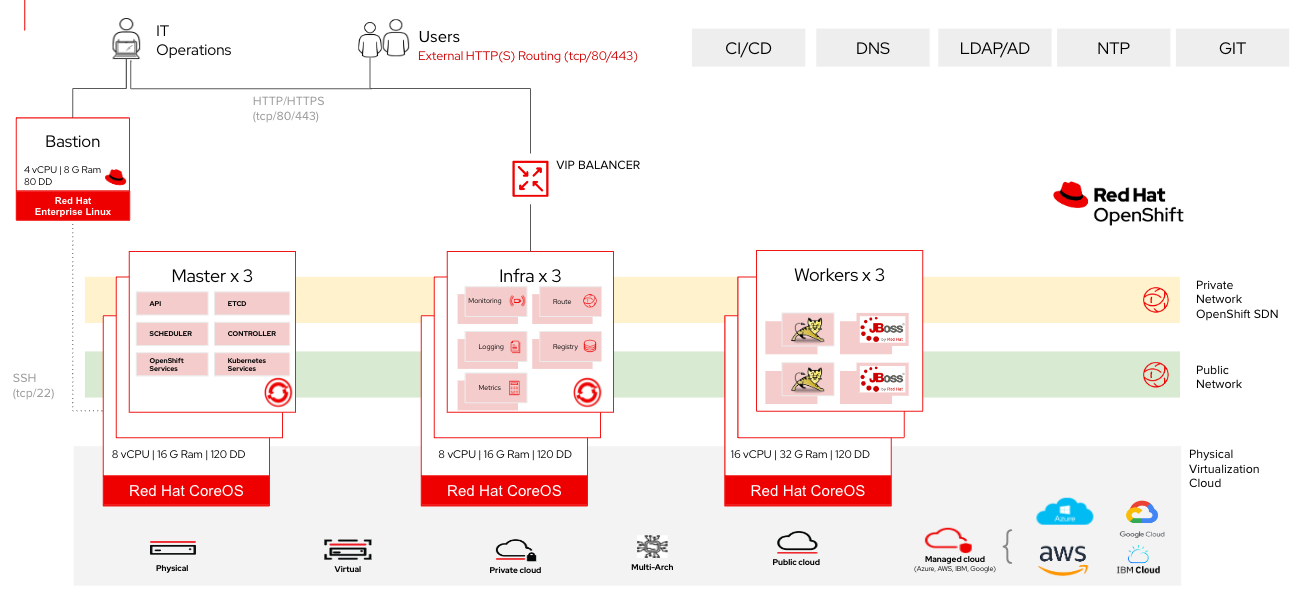 IT
Operations
Users
External HTTP(S) Routing (tcp/80/443)
CI/CD
DNS
LDAP/AD
NTP
GIT
HTTP/HTTPS
(tcp/80/443)
Bastion
4 vCPU | 8 G Ram
80 DD
Red Hat
Enterprise Linux
VIP BALANCER
Red Hat
OpenShift
Master x 3
API
ETCD
SCHEDULER
CONTROLLER
OpenShift
Services
Kubernetes
Services
Infra x 3
Monitoring
Route
Logging
Registry
Metrics
Workers x 3
JBoss
by Red Hat
JBoss
by Red Hat
Private
Network
OpenShift SDN
Public
Network
SSH
(tcp/22)
8 vCPU | 16 G Ram | 120 DD
Red Hat CoreOS
8 vCPU | 16 G Ram | 120 DD
Red Hat CoreOS
16 vCPU | 32 G Ram | 120 DD
Red Hat CoreOS
Physical
Virtualization
Cloud
Physical
Virtual
Private cloud
Multi-Arch
Public cloud
Managed cloud
(Azure, AWS, IBM, Google)
Azure
Google Cloud
aws
IBM Cloud